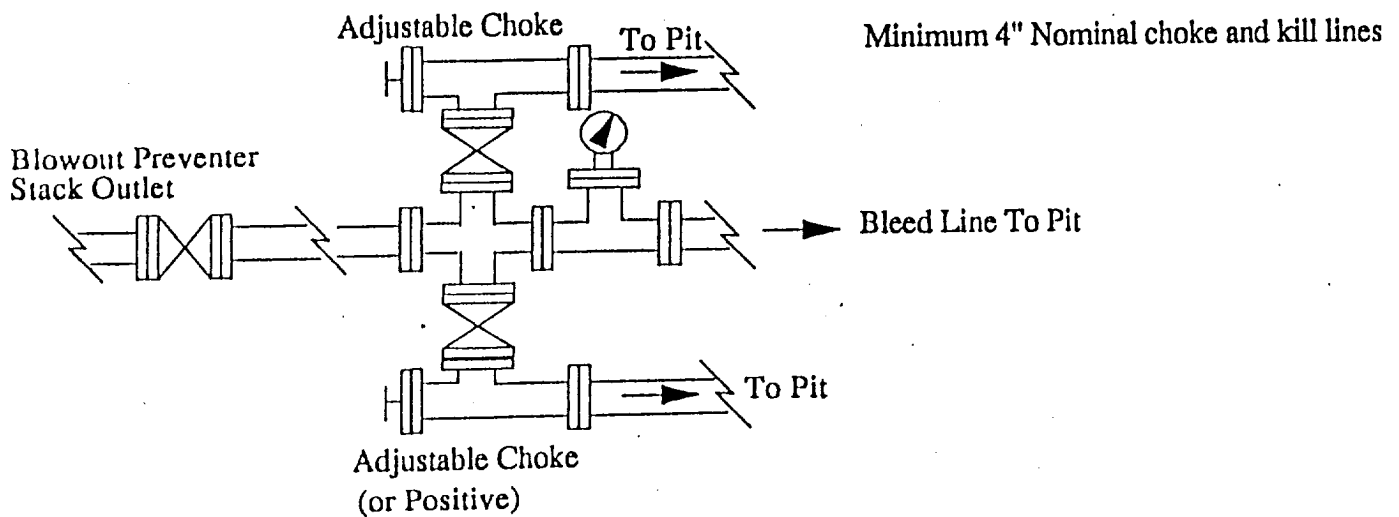 Adjustable Choke
To Pit
Minimum 4" Nominal choke and kill lines
Blowout Preventer
Stack Outlet
Bleed Line To Pit
To Pit
Adjustable Choke
(or Positive)